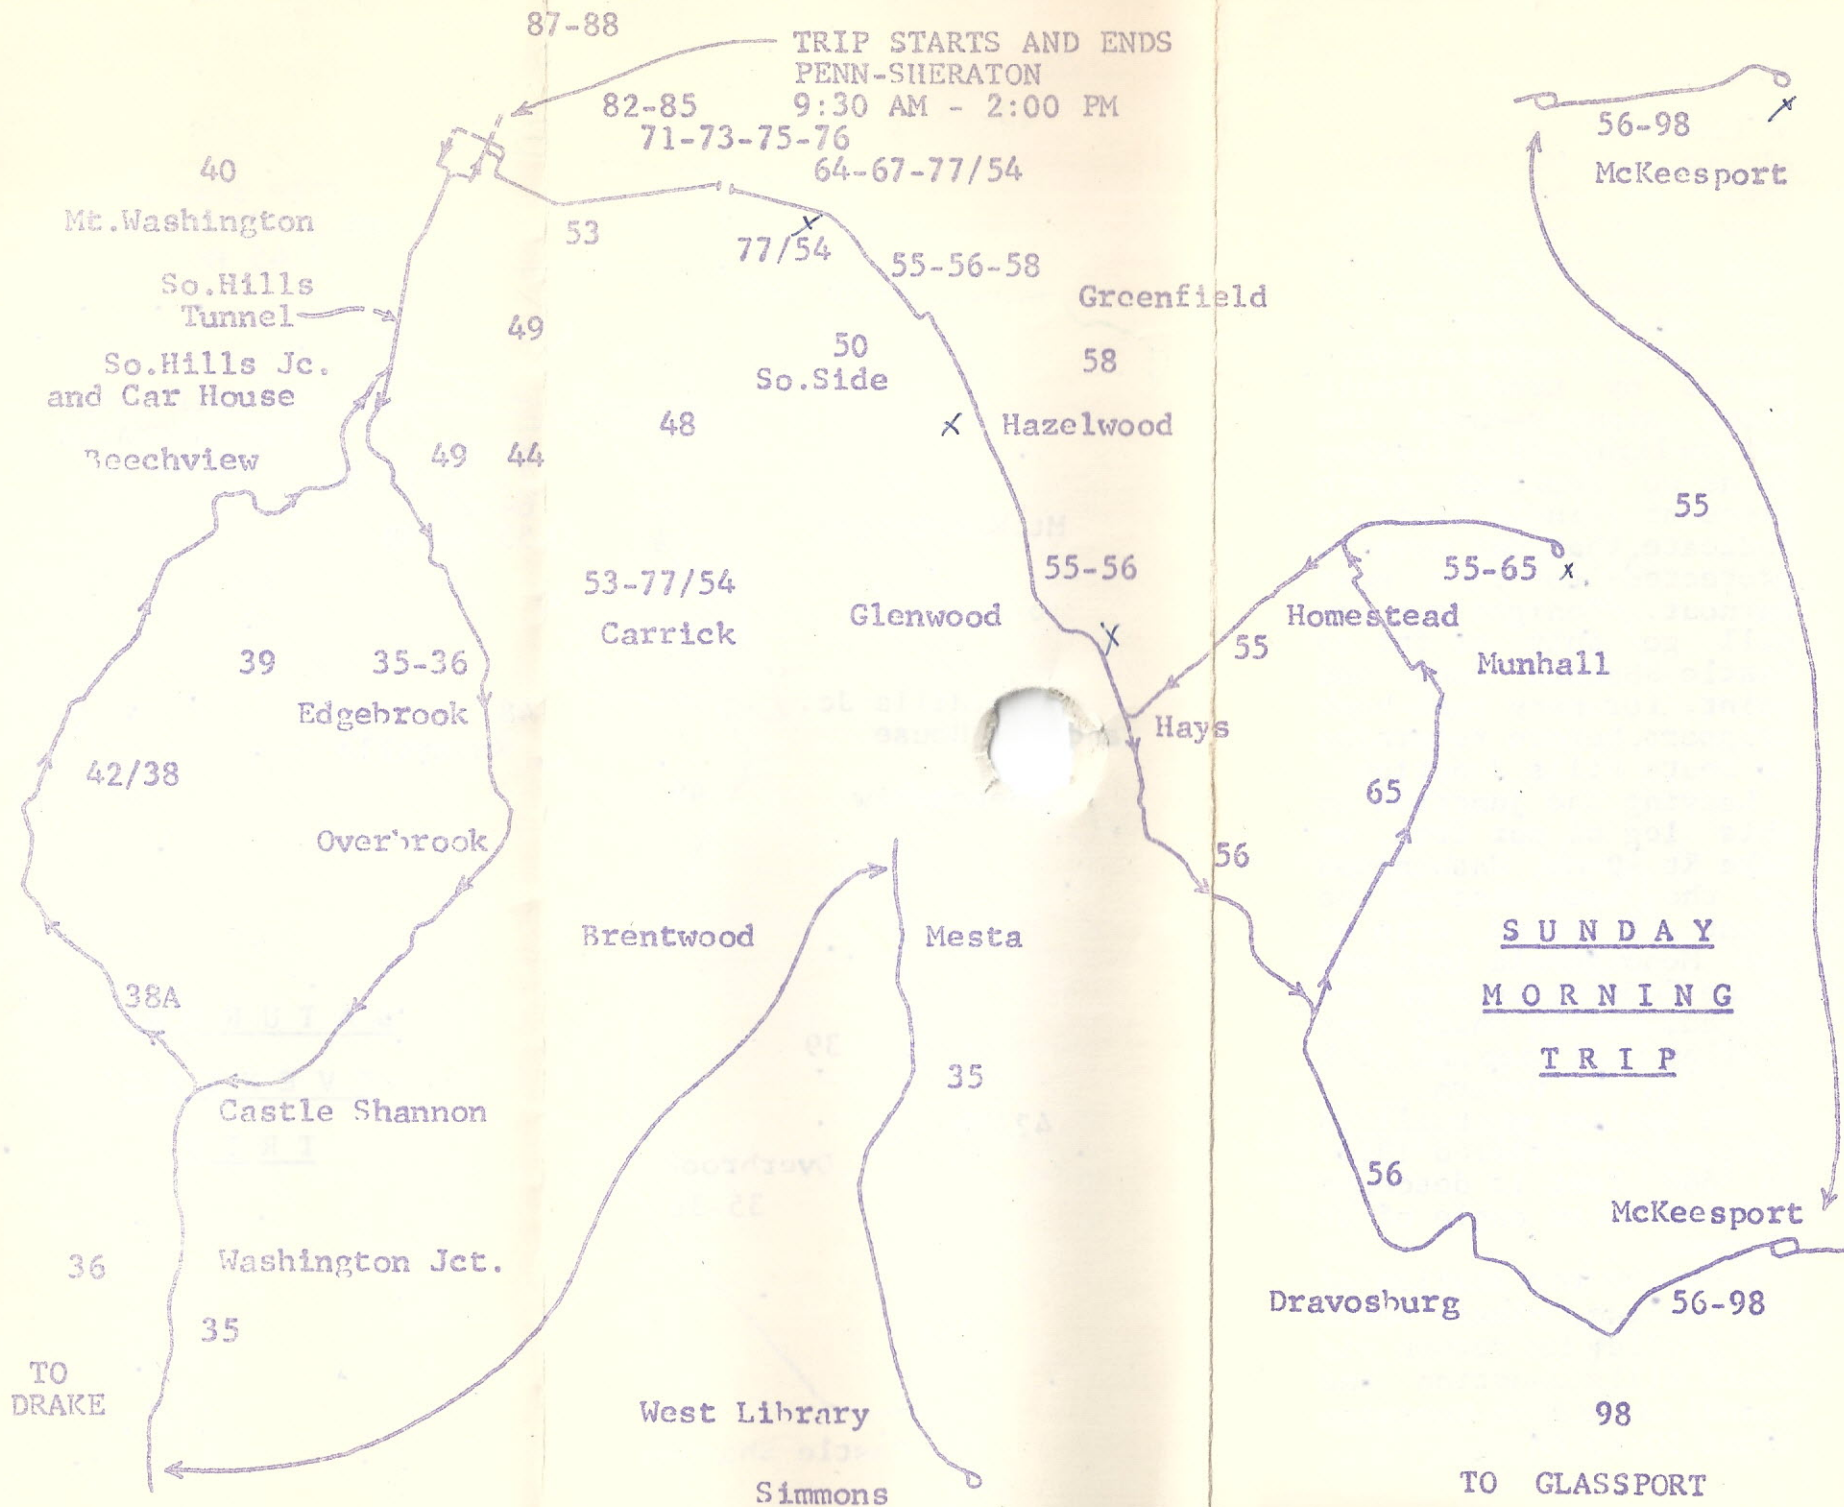 87-88
TRIP STARTS AND ENDS
PENN-SHERATON
82-85
9:30 AM - 2:00 PM
71-73-75-76
64-67-77/54
40
Mt.Washington
53
77/54
55-56-58
Greenfield
So.Hills
Tunnel
49
50
So.Side
58
So.Hills Jc.
and Car House
48
x Hazelwood
Beechview
49
44
53-77/54
Carrick
55-56
Glenwood
x
x
39
35-36
Edgebrook
42/38
Overbrook
Hays
55
Homestead
55-65 x
Munhall
65
56
56-98
x
McKeesport
55
Brentwood
Mesta
38A
35
Castle Shannon
S U N D A Y
M O R N I N G
T R I P
56
McKeesport
Dravosburg
56-98
36
Washington Jct.
35
TO
DRAKE
West Library
Simmons
98
TO GLASSPORT